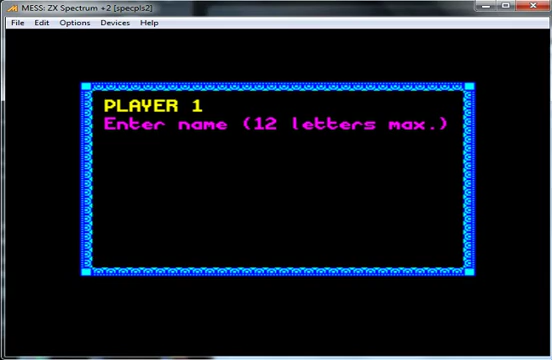 MESS: ZX Spectrum +2 [specpls2]
File Edit Options Devices Help
PLAYER 1
Enter name (12 letters max.)